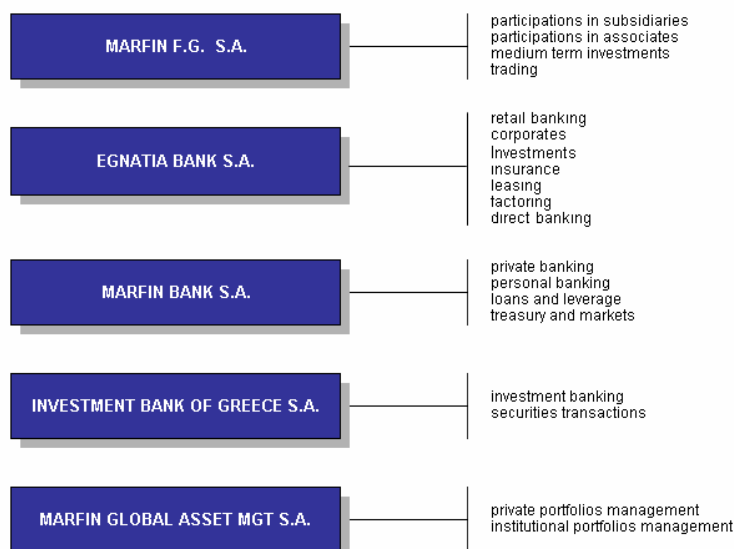 MARFIN F.G. S.A.
participations in subsidiaries
participations in associates
medium term investments
trading
EGNATIA BANK S.A.
retail banking
corporates
Investments
insurance
leasing
factoring
direct banking
MARFIN BANK S.A.
private banking
personal banking
loans and leverage
treasury and markets
INVESTMENT BANK OF GREECE S.A.
investment banking
securities transactions
MARFIN GLOBAL ASSET MGT S.A.
private portfolios management
institutional portfolios management